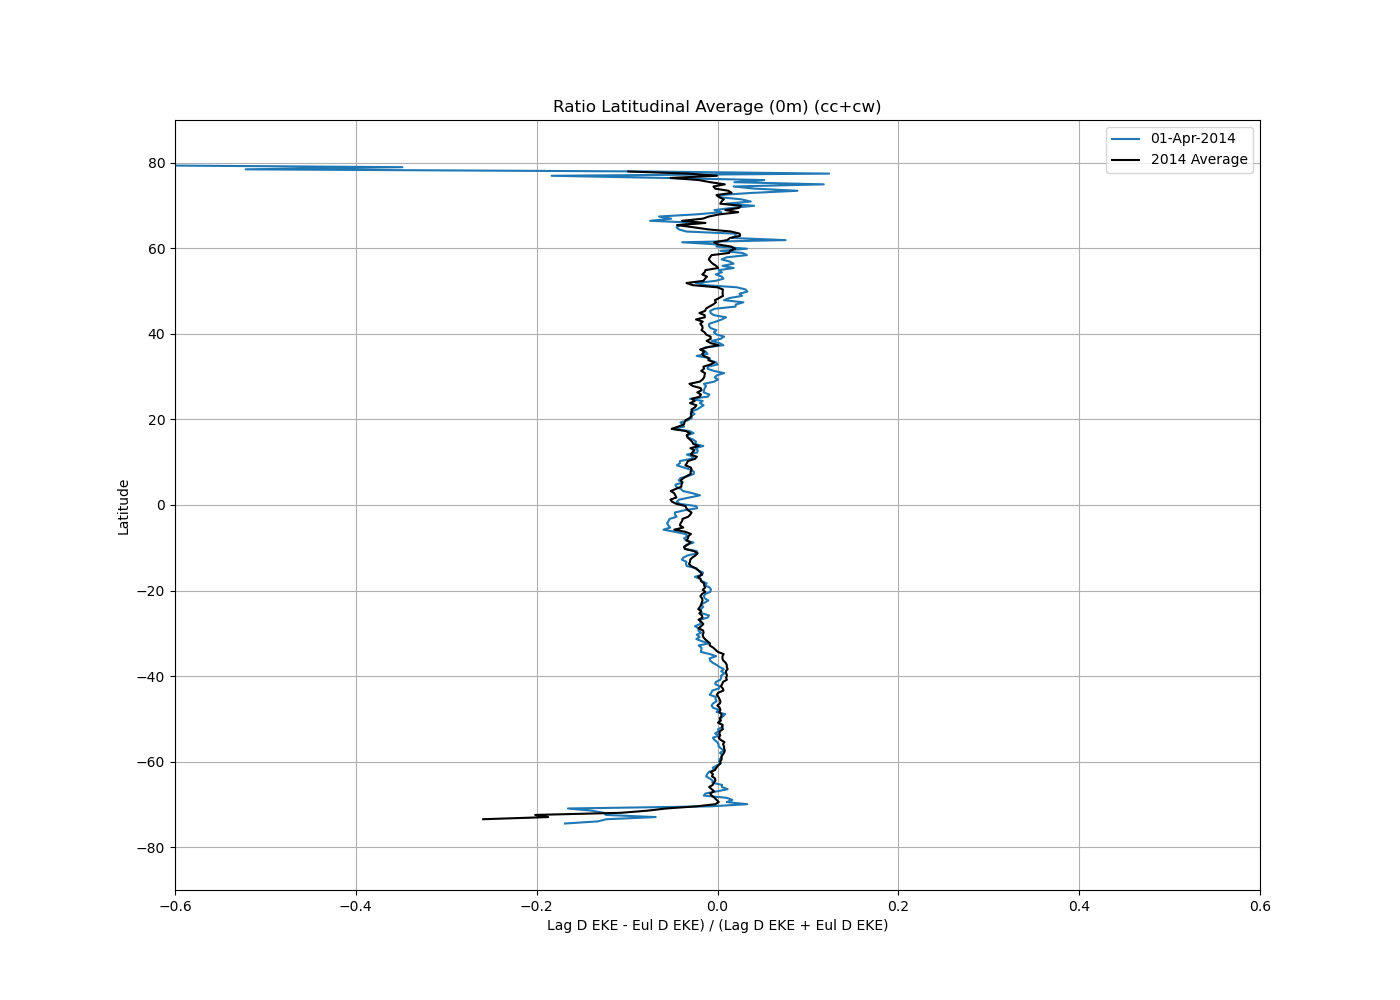 Ratio Latitudinal Average (0m) (cc+cw)
01-Apr-2014
2014 Average
80
60
40
20
0
−20
−40
−60
−80
Latitude
−0.6 −0.4 −0.2 0.0 0.2 0.4 0.6
Lag D EKE - Eul D EKE) / (Lag D EKE + Eul D EKE)